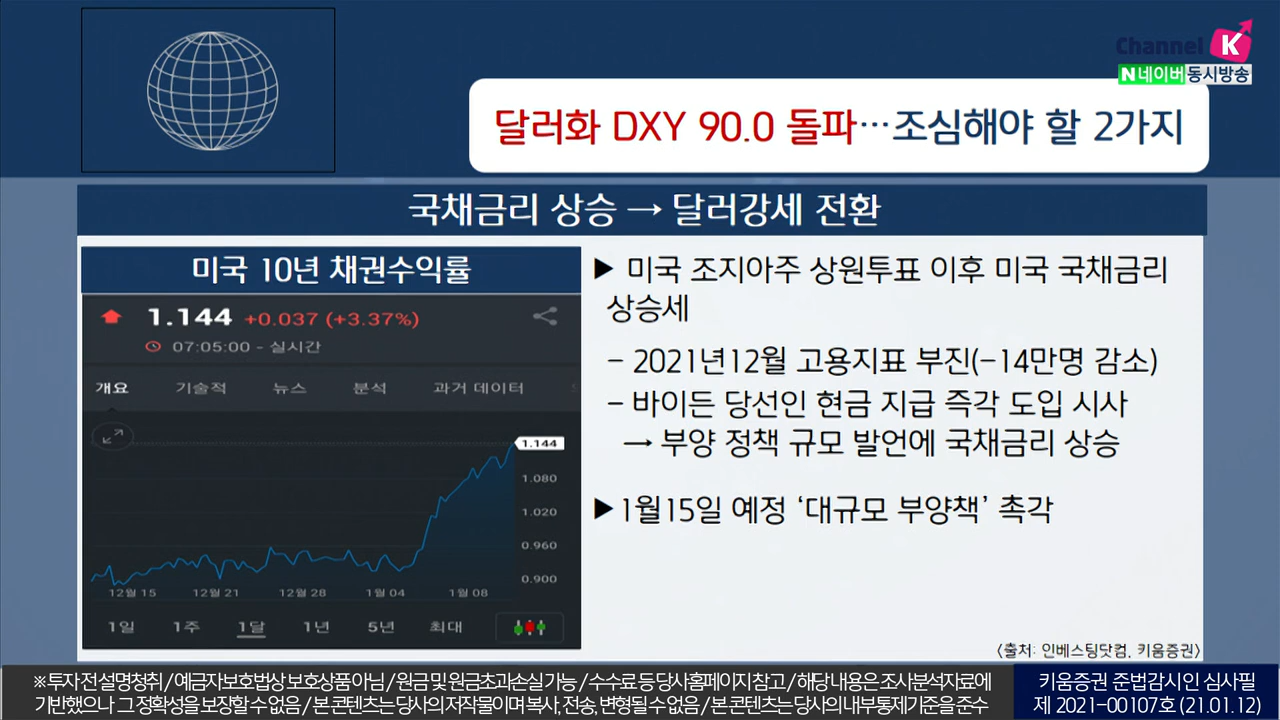 Channel K
N네이버동시방송
달러화 DXY 90.0 돌파…조심해야 할 2가지
국채금리 상승 → 달러강세 전환
미국 10년 채권수익률
1.144 +0.037 (+3.37%)
07:05:00 - 실시간
개요 기술적 뉴스 분석 과거 데이터
1.144
1.080
1.020
0.960
0.900
12월 15 12월 21 12월 28 1월 04 1월 08
1일 1주 1달 1년 5년 최대
▶ 미국 조지아주 상원투표 이후 미국 국채금리
상승세
- 2021년12월 고용지표 부진(-14만명 감소)
- 바이든 당선인 현금 지급 즉각 도입 시사
→ 부양 정책 규모 발언에 국채금리 상승
▶1월15일 예정 ‘대규모 부양책’ 촉각
<출처: 인베스팅닷컴, 키움증권>
※ 투자 전 설명청취 / 예금자보호법상 보호상품 아님 / 원금 및 원금초과손실 가능 / 수수료 등 당사홈페이지 참고 / 해당 내용은 조사분석자료에
기반했으나 그 정확성을 보장할 수 없음 / 본 콘텐츠는 당사의 저작물이며 복사, 전송, 변형될 수 없음 / 본 콘텐츠는 당사의 내부통제기준을 준수
키움증권 준법감시인 심사필
제 2021-00107호 (21.01.12)